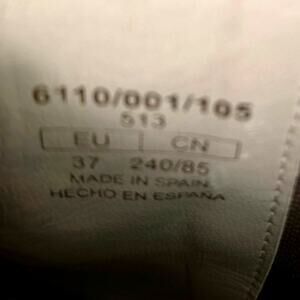 6110/001/105
513
EU CN
37 240/85
MADE IN SPAIN
HECHO EN ESPAÑA